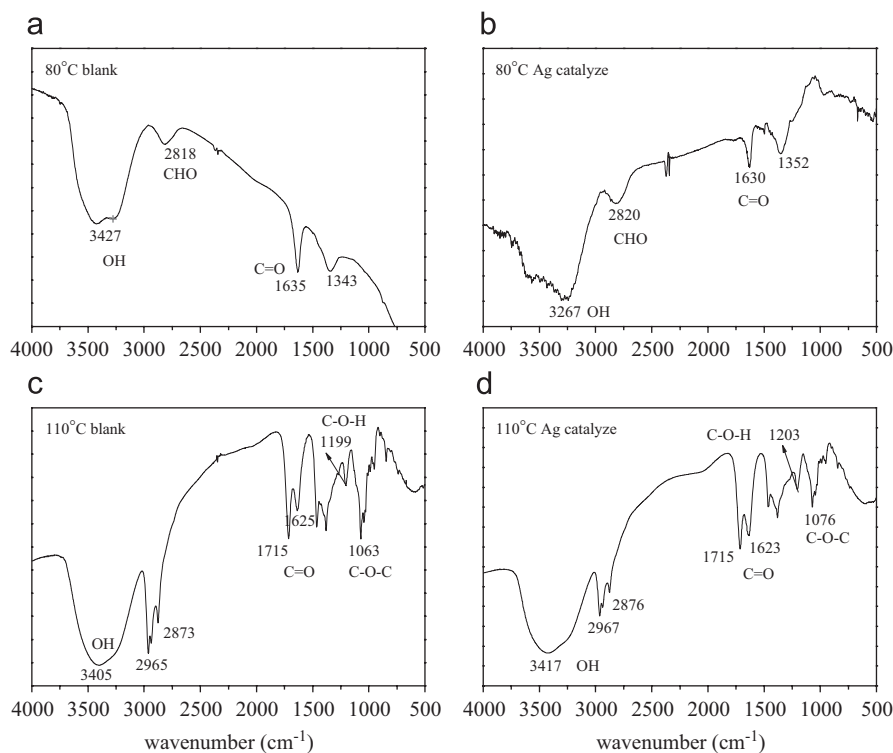 a
80°C blank
2818
CHO
3427
OH
C=O
1635
1343
4000 3500 3000 2500 2000 1500 1000 500
b
80°C Ag catalyze
1630
1352
C=O
2820
CHO
3267 OH
4000 3500 3000 2500 2000 1500 1000 500
c
110°C blank
C-O-H
1199
1625
1715
1063
C=O
C-O-C
2873
OH
3405
2965
4000 3500 3000 2500 2000 1500 1000 500
wavenumber (cm⁻¹)
d
110°C Ag catalyze
C-O-H
1203
1076
1715
1623
C-O-C
C=O
2876
2967
3417
OH
4000 3500 3000 2500 2000 1500 1000 500
wavenumber (cm⁻¹)